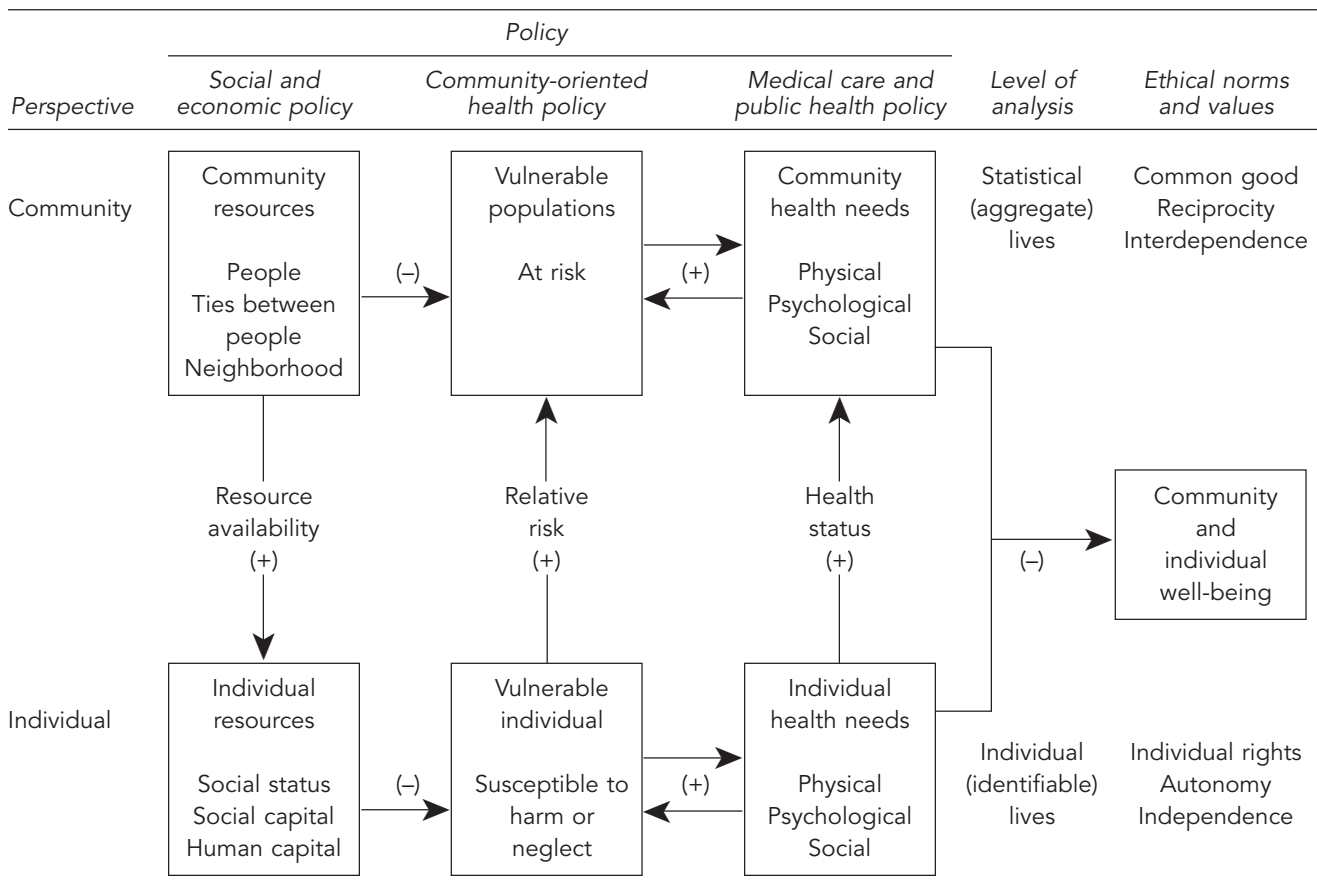 Policy
Perspective
Social and
economic policy
Community-oriented
health policy
Medical care and
public health policy
Level of
analysis
Ethical norms
and values
Community
Community
resources
People
Ties between
people
Neighborhood
(–)
Vulnerable
populations
At risk
(+)
Community
health needs
Physical
Psychological
Social
Statistical
(aggregate)
lives
Common good
Reciprocity
Interdependence
Resource
availability
(+)
Relative
risk
(+)
Health
status
(+)
(–)
Community
and
individual
well-being
Individual
Individual
resources
Social status
Social capital
Human capital
(–)
Vulnerable
individual
Susceptible to
harm or
neglect
(+)
Individual
health needs
Physical
Psychological
Social
Individual
(identifiable)
lives
Individual rights
Autonomy
Independence